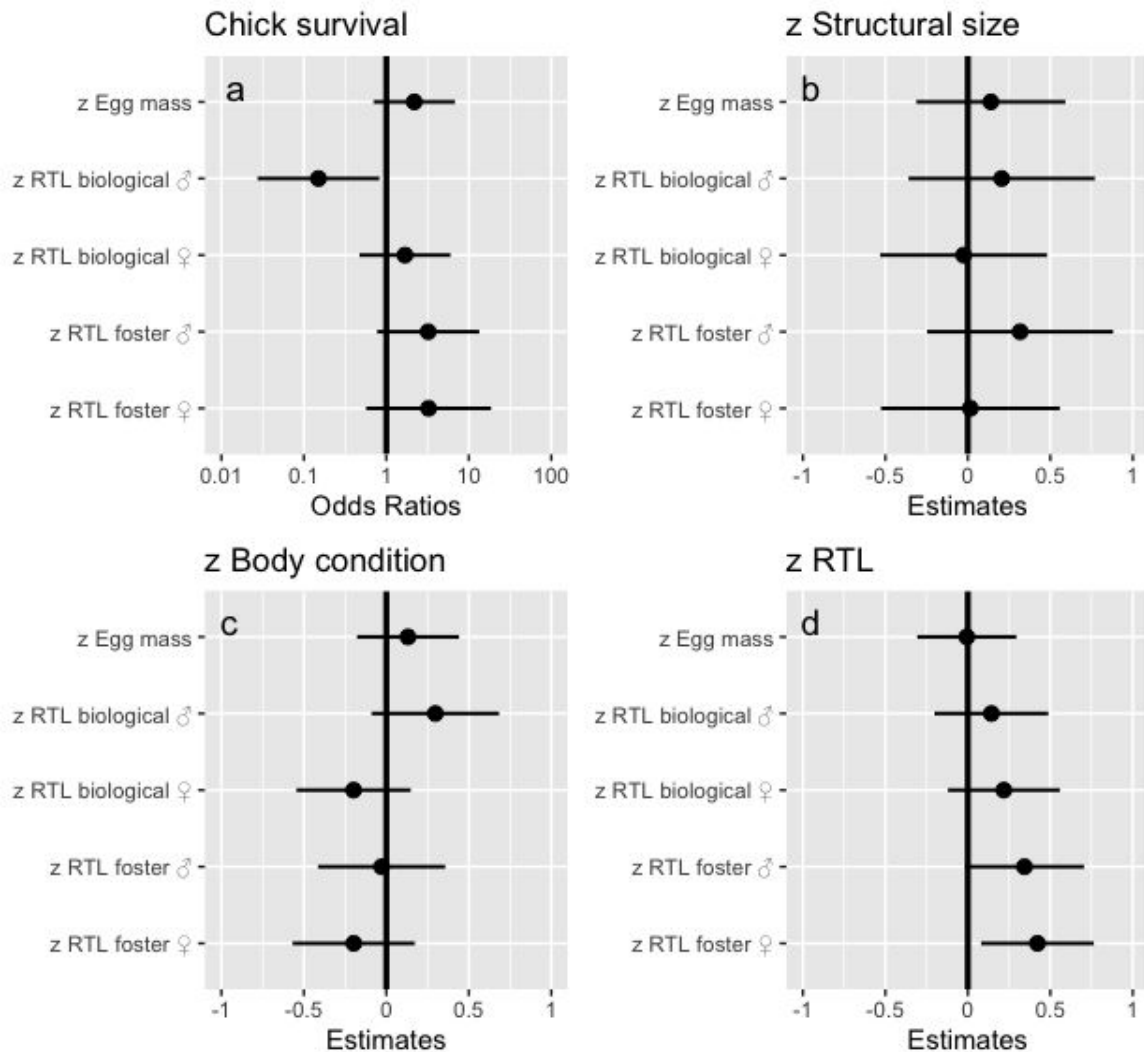 Chick survival
a
z Egg mass
z RTL biological ♂
z RTL biological ♀
z RTL foster ♂
z RTL foster ♀
0.01 0.1 1 10 100
Odds Ratios
z Structural size
b
z Egg mass
z RTL biological ♂
z RTL biological ♀
z RTL foster ♂
z RTL foster ♀
-1 -0.5 0 0.5 1
Estimates
z Body condition
c
z Egg mass
z RTL biological ♂
z RTL biological ♀
z RTL foster ♂
z RTL foster ♀
-1 -0.5 0 0.5 1
Estimates
z RTL
d
z Egg mass
z RTL biological ♂
z RTL biological ♀
z RTL foster ♂
z RTL foster ♀
-1 -0.5 0 0.5 1
Estimates